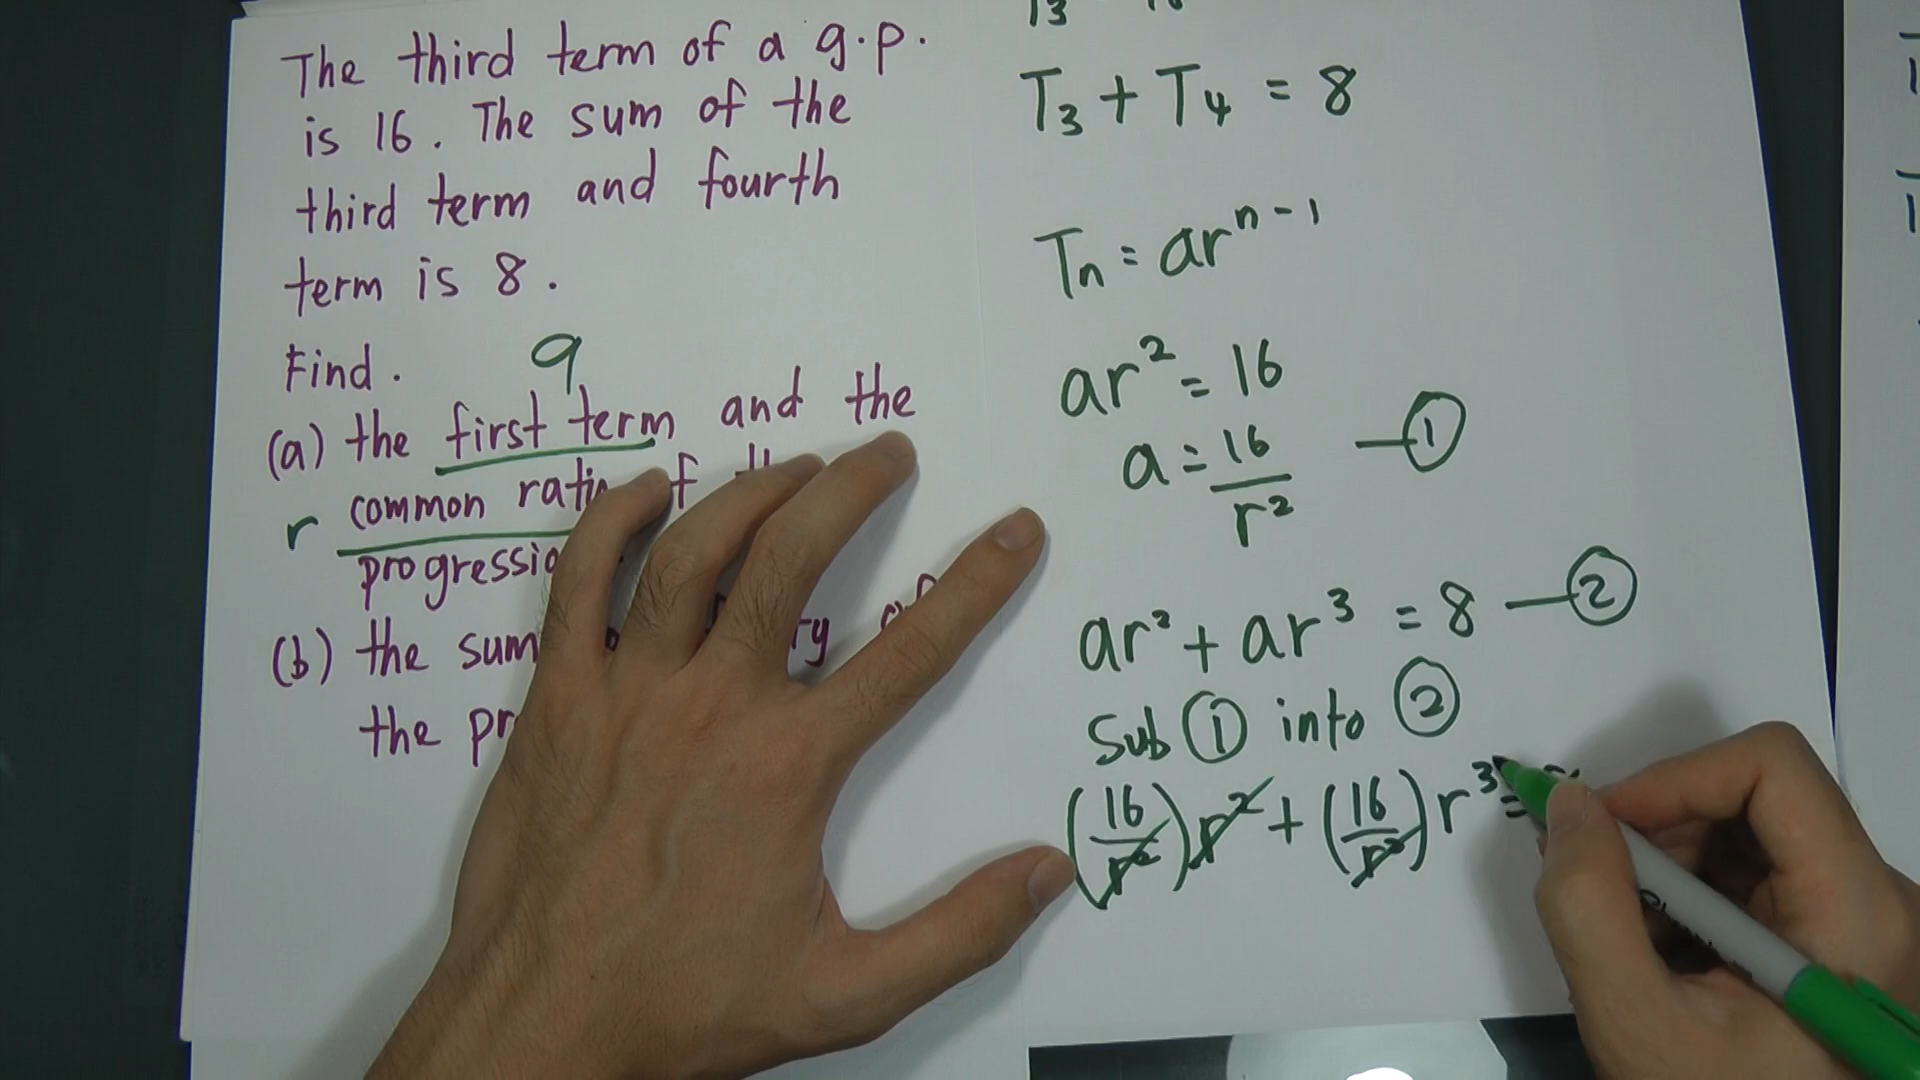 The third term of a g.p.
is 16. The sum of the
third term and fourth
term is 8.
Find.
a
(a) the first term and the
r common ratio of
progressio
(b) the sum
the pr
T3 + T4 = 8
Tn = ar^n-1
ar² = 16
a = 16/r² —①
ar² + ar³ = 8 —②
Sub ① into ②
(16/r²)r² + (16/r²)r³ =